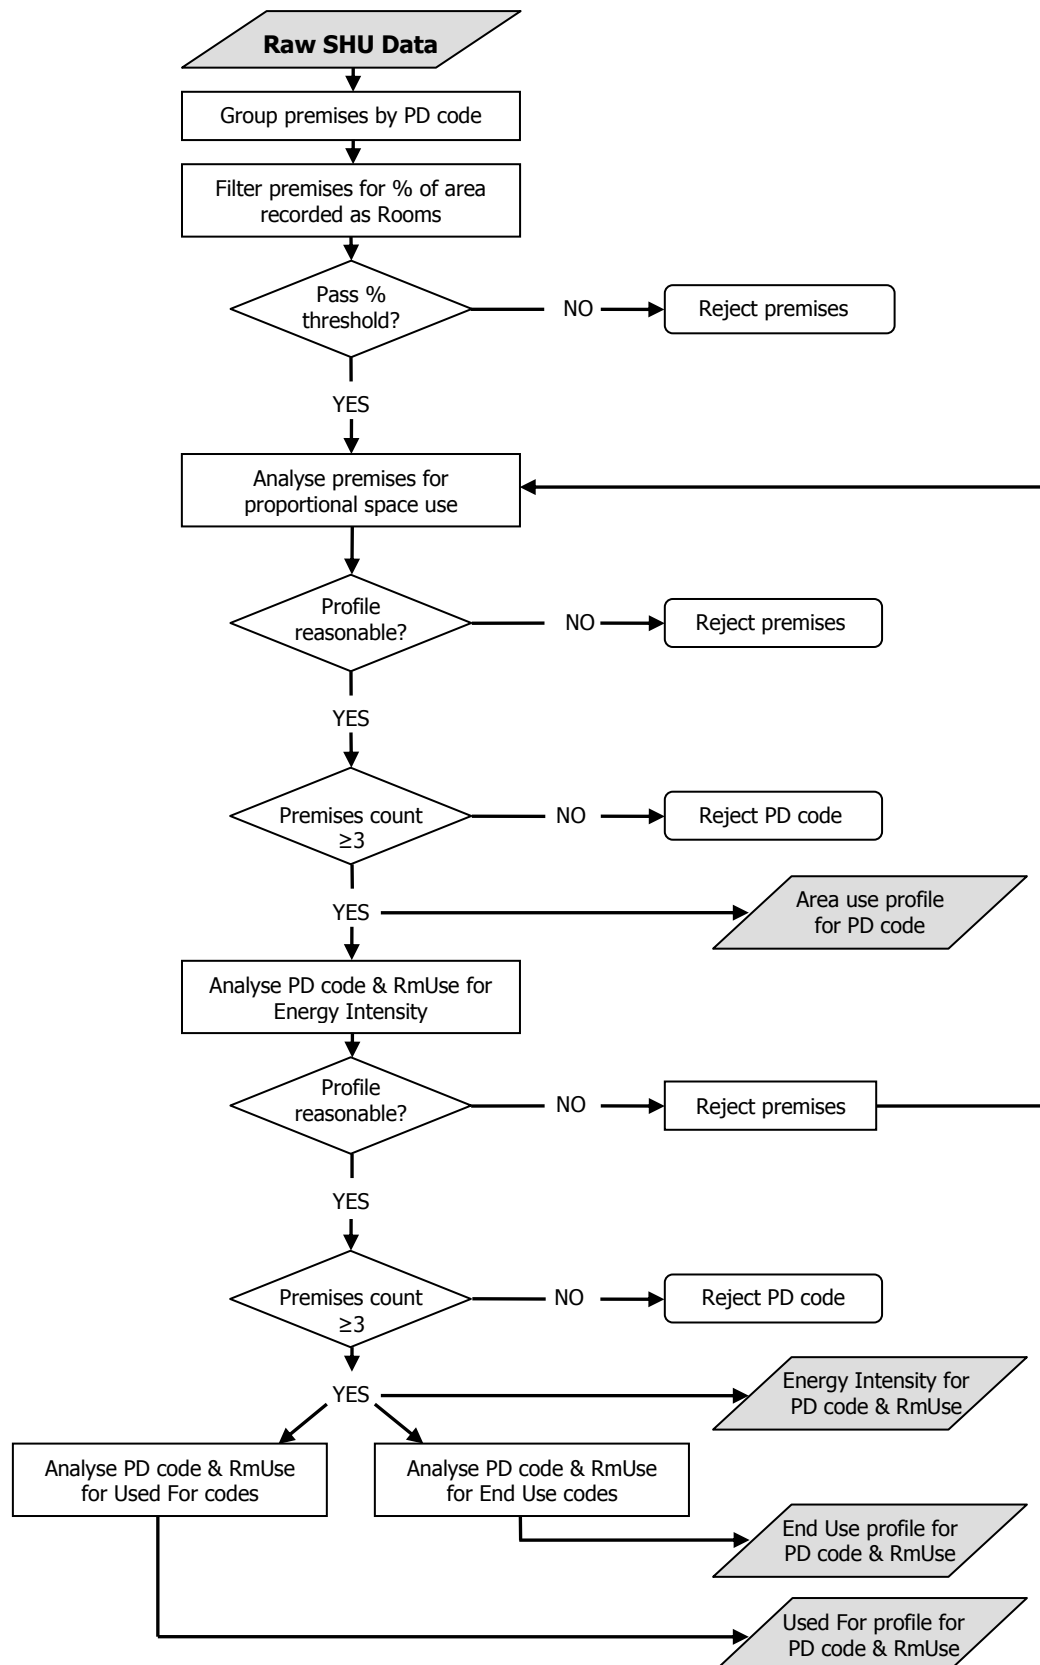 Raw SHU Data
Group premises by PD code
Filter premises for % of area
recorded as Rooms
Pass %
threshold?
NO
Reject premises
YES
Analyse premises for
proportional space use
Profile
reasonable?
NO
Reject premises
YES
Premises count
≥3
NO
Reject PD code
YES
Area use profile
for PD code
Analyse PD code & RmUse for
Energy Intensity
Profile
reasonable?
NO
Reject premises
YES
Premises count
≥3
NO
Reject PD code
YES
Energy Intensity for
PD code & RmUse
Analyse PD code & RmUse
for Used For codes
Analyse PD code & RmUse
for End Use codes
End Use profile for
PD code & RmUse
Used For profile for
PD code & RmUse